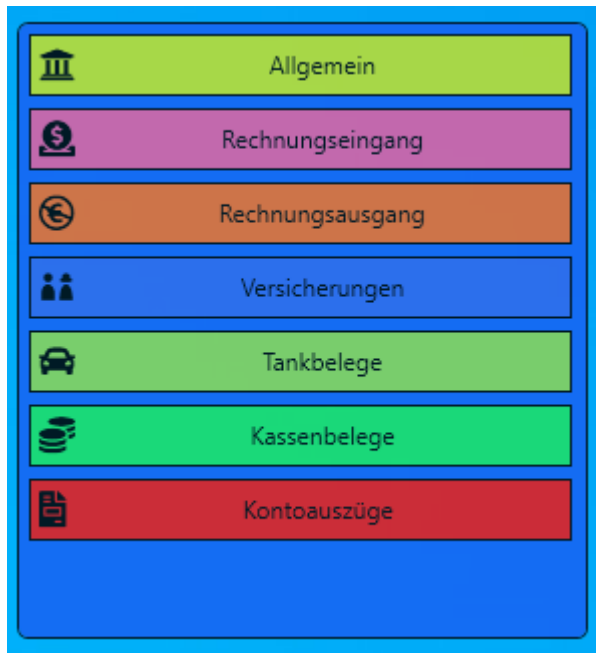 Allgemein
Rechnungseingang
Rechnungsausgang
Versicherungen
Tankbelege
Kassenbelege
Kontoauszüge